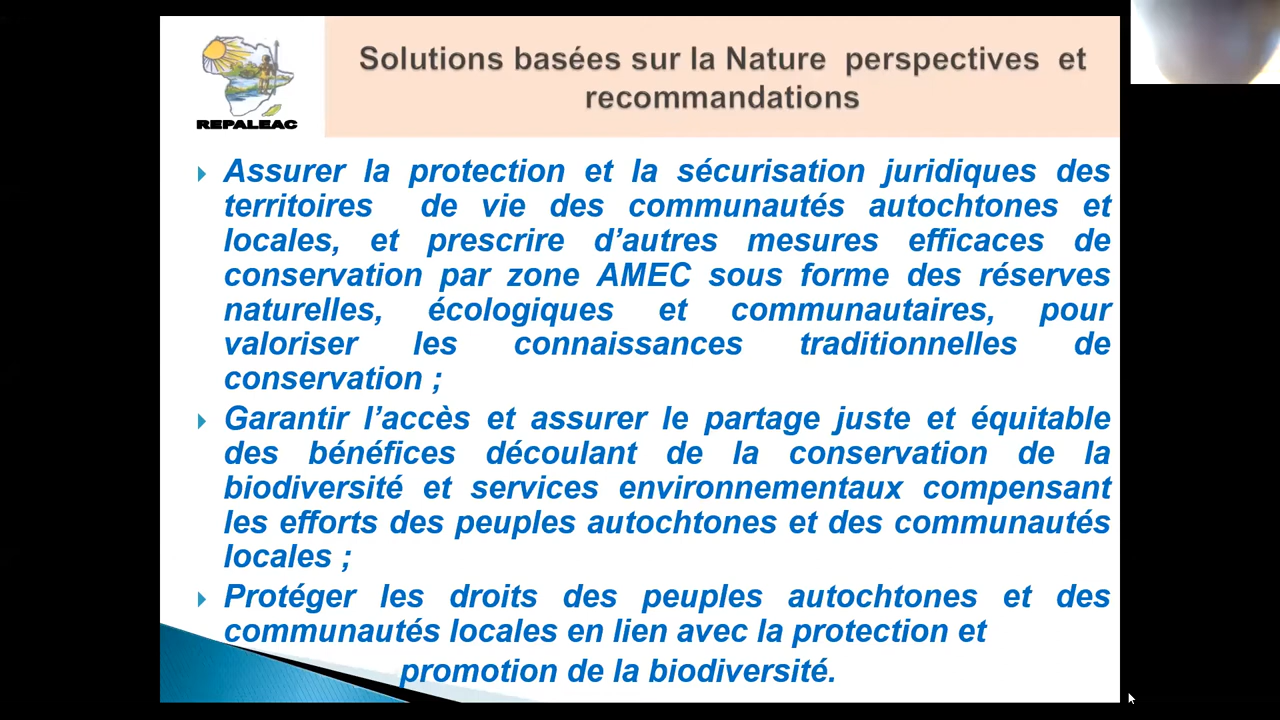 REPALEAC
Solutions basées sur la Nature perspectives et
recommandations
Assurer la protection et la sécurisation juridiques des
territoires de vie des communautés autochtones et
locales, et prescrire d’autres mesures efficaces de
conservation par zone AMEC sous forme des réserves
naturelles, écologiques et communautaires, pour
valoriser les connaissances traditionnelles de
conservation ;
Garantir l’accès et assurer le partage juste et équitable
des bénéfices découlant de la conservation de la
biodiversité et services environnementaux compensant
les efforts des peuples autochtones et des communautés
locales ;
Protéger les droits des peuples autochtones et des
communautés locales en lien avec la protection et
promotion de la biodiversité.